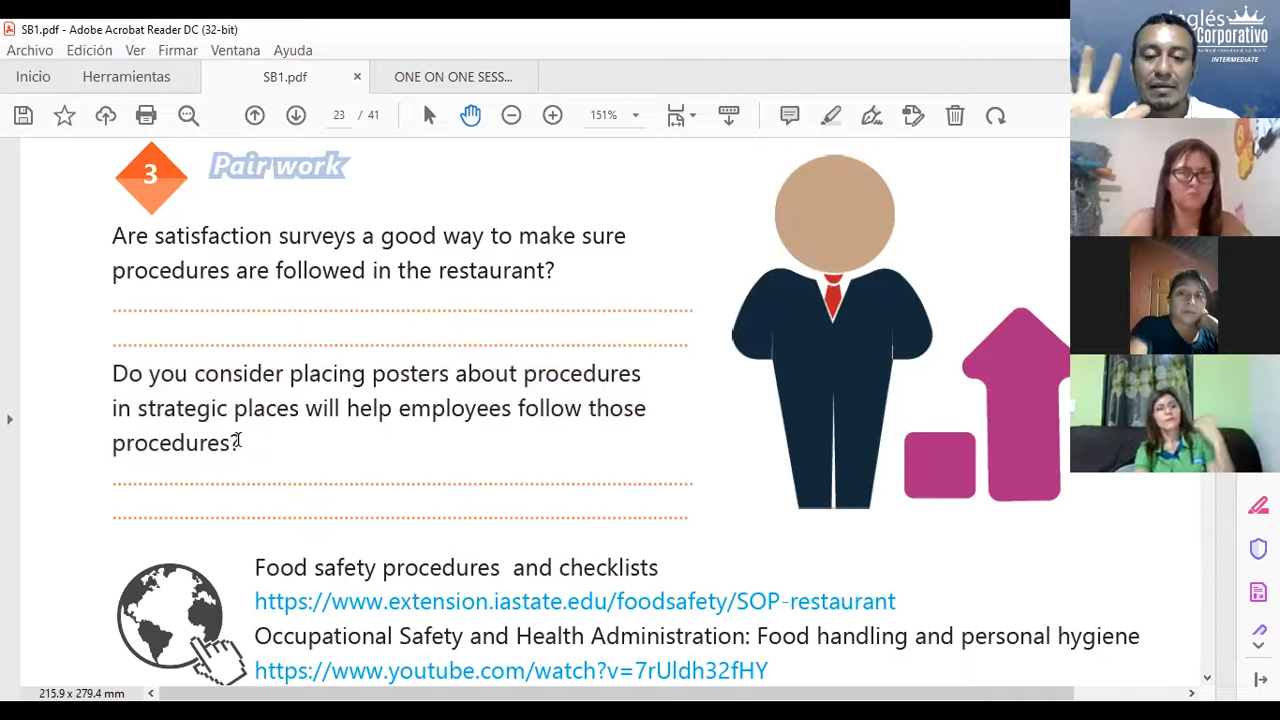 SB1.pdf - Adobe Acrobat Reader DC (32-bit)
Archivo Edición Ver Firmar Ventana Ayuda
Inicio Herramientas SB1.pdf × ONE ON ONE SESS...
23 / 41 151%
3 Pair work
Are satisfaction surveys a good way to make sure
procedures are followed in the restaurant?
Do you consider placing posters about procedures
in strategic places will help employees follow those
procedures?
Food safety procedures and checklists
https://www.extension.iastate.edu/foodsafety/SOP-restaurant
Occupational Safety and Health Administration: Food handling and personal hygiene
https://www.youtube.com/watch?v=7rUldh32fHY
215.9 x 279.4 mm
Inglés
Corporativo
INTERMEDIATE